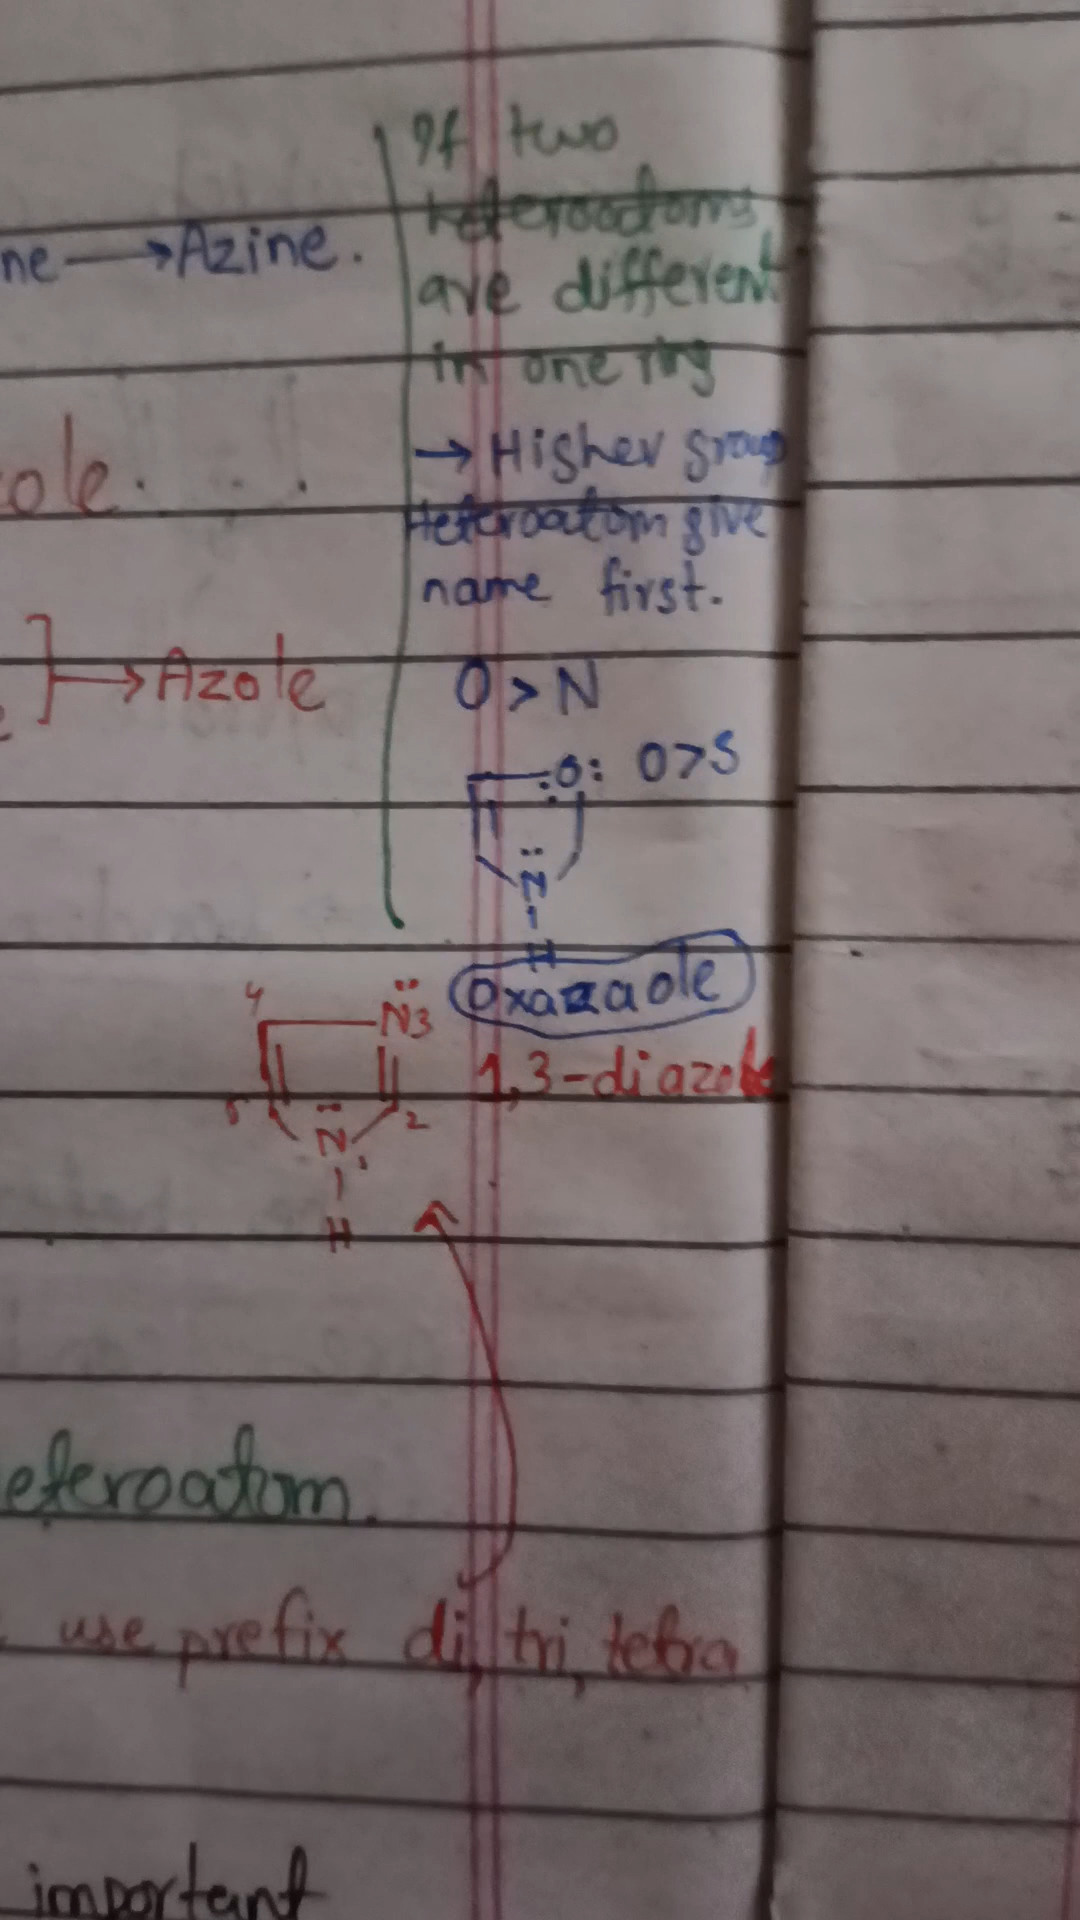 If two
heteroatoms
ne → Azine.
are different
in one ring
→ Higher group
ole.
Heteroatom give
name first.
] → Azole
O > N
O: O>S
N
H
Oxazaole
4
N3
1,3-diazole
5
2
N
1
H
eteroatom.
use prefix di, tri, tetra
important